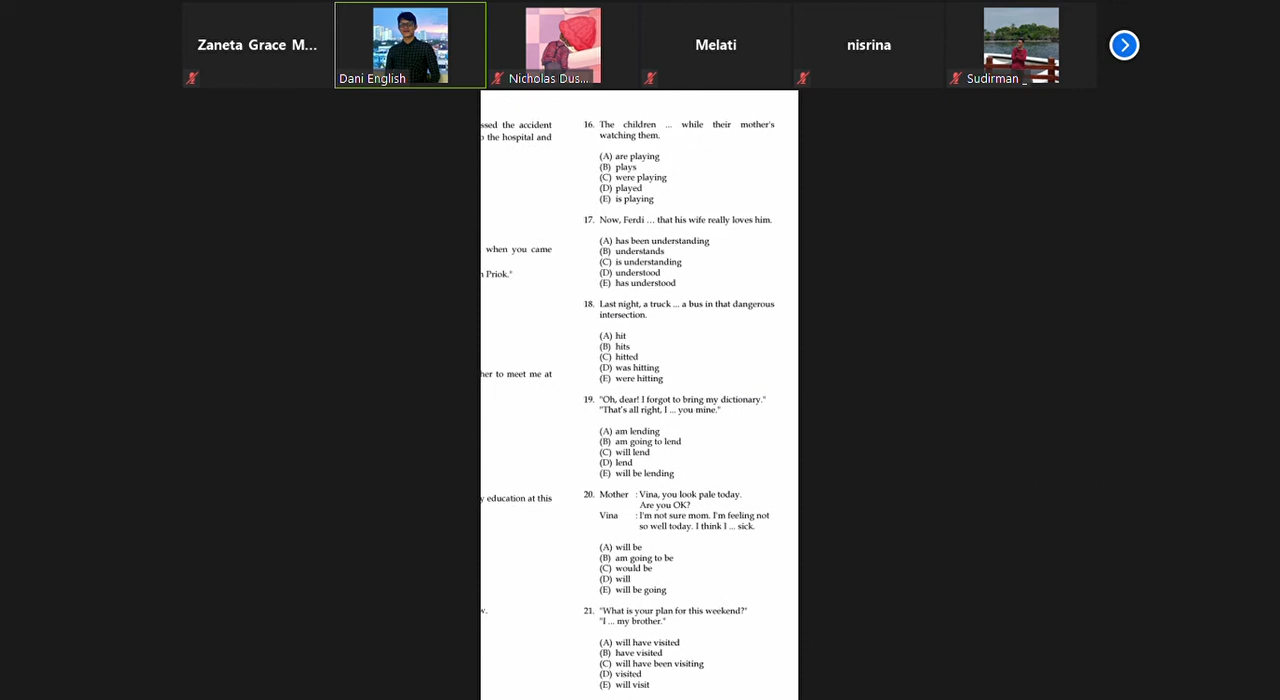 Zaneta Grace M...
Dani English
Nicholas Dus...
Melati
nisrina
Sudirman _
ssed the accident
the hospital and
when you came
Priok."
her to meet me at
education at this
16. The children ... while their mother's
watching them.
(A) are playing
(B) plays
(C) were playing
(D) played
(E) is playing
17. Now, Ferdi ... that his wife really loves him.
(A) has been understanding
(B) understands
(C) is understanding
(D) understood
(E) has understood
18. Last night, a truck ... a bus in that dangerous
intersection.
(A) hit
(B) hits
(C) hitted
(D) was hitting
(E) were hitting
19. "Oh, dear! I forgot to bring my dictionary."
"That's all right, I ... you mine."
(A) am lending
(B) am going to lend
(C) will lend
(D) lend
(E) will be lending
20. Mother : Vina, you look pale today.
Are you OK?
Vina : I'm not sure mom. I'm feeling not
so well today. I think I ... sick.
(A) will be
(B) am going to be
(C) would be
(D) will
(E) will be going
21. "What is your plan for this weekend?"
"I ... my brother."
(A) will have visited
(B) have visited
(C) will have been visiting
(D) visited
(E) will visit